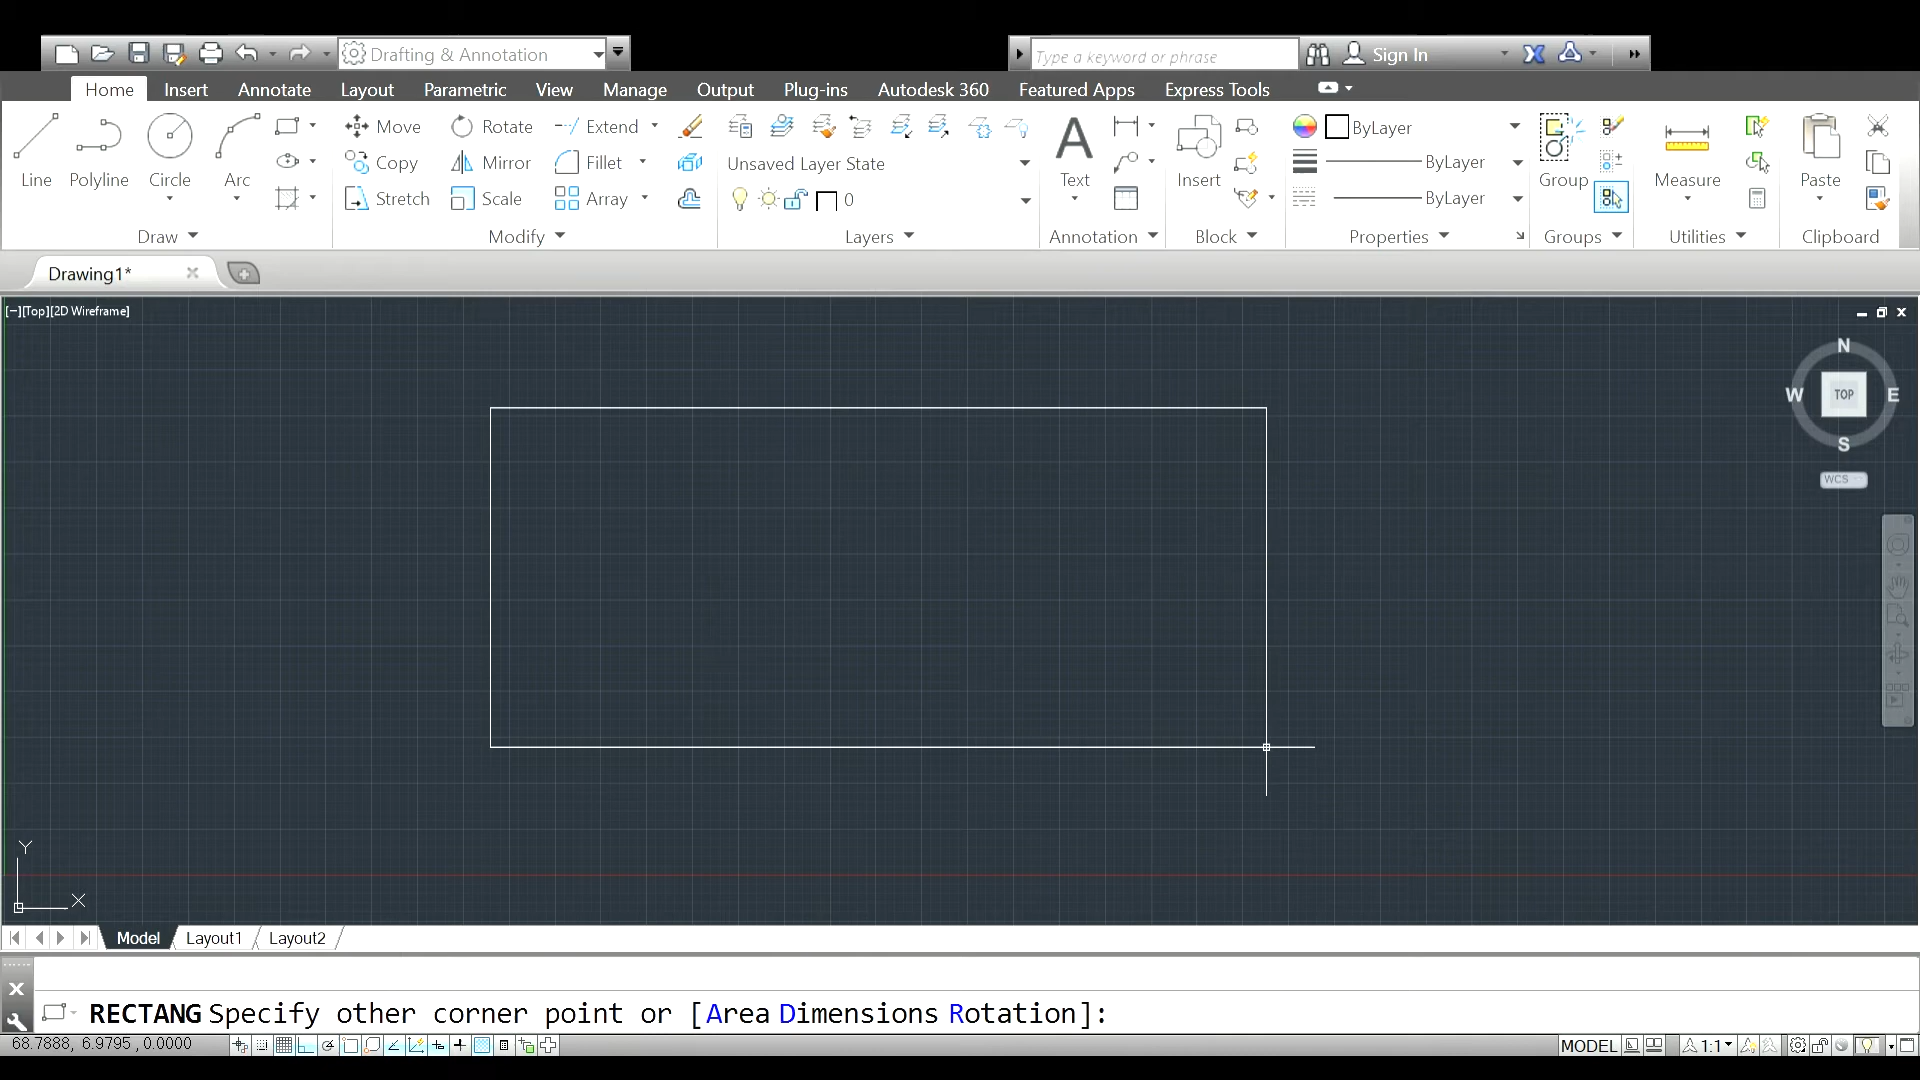 Drafting & Annotation
Type a keyword or phrase
Sign In
Home Insert Annotate Layout Parametric View Manage Output Plug-ins Autodesk 360 Featured Apps Express Tools
Line Polyline Circle Arc
Move Rotate Extend
Copy Mirror Fillet
Stretch Scale Array
Unsaved Layer State
0
Text
Insert
ByLayer
ByLayer
ByLayer
Group
Measure
Paste
Draw Modify Layers Annotation Block Properties Groups Utilities Clipboard
Drawing1*
[−][Top][2D Wireframe]
N
W TOP E
S
WCS
Y
X
Model Layout1 Layout2
RECTANG Specify other corner point or [Area Dimensions Rotation]:
68.7888, 6.9795 , 0.0000
MODEL
1:1